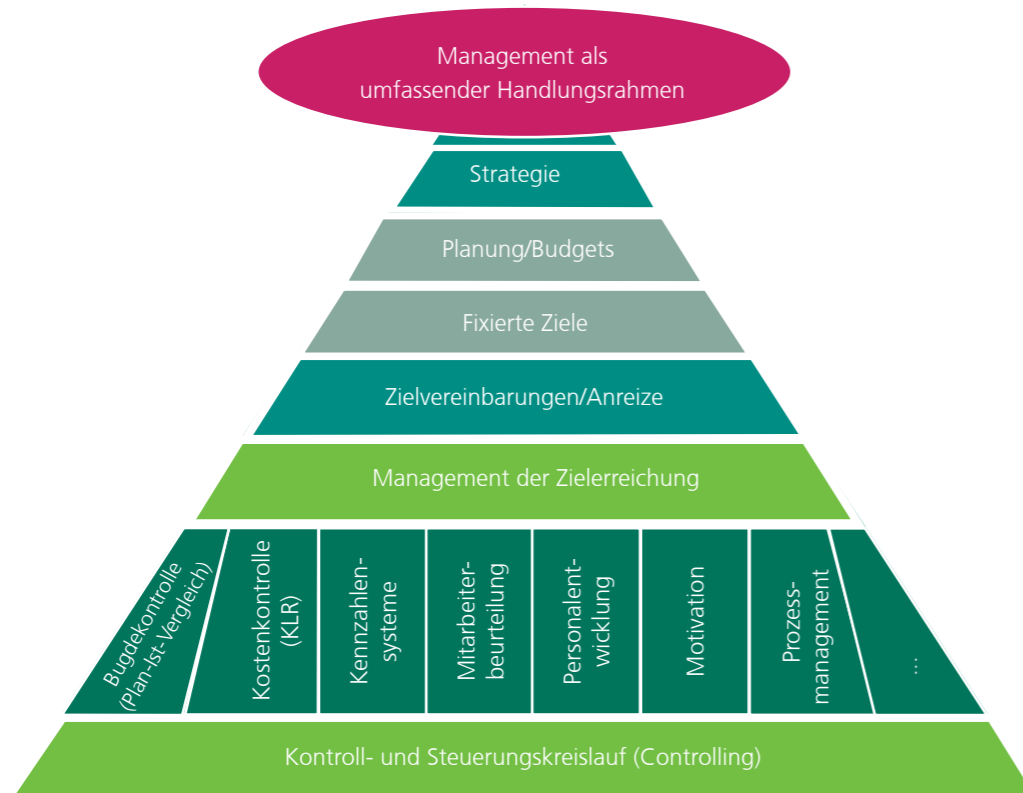 Management als
umfassender Handlungsrahmen
Strategie
Planung/Budgets
Fixierte Ziele
Zielvereinbarungen/Anreize
Management der Zielerreichung
Bugdekontrolle
(Plan-Ist-Vergleich)
Kostenkontrolle
(KLR)
Kennzahlen-
systeme
Mitarbeiter-
beurteilung
Personalent-
wicklung
Motivation
Prozess-
management
...
Kontroll- und Steuerungskreislauf (Controlling)